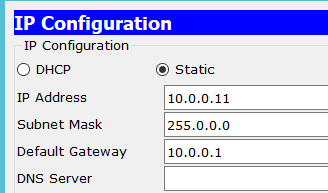 IP Configuration
IP Configuration
DHCP Static
IP Address 10.0.0.11
Subnet Mask 255.0.0.0
Default Gateway 10.0.0.1
DNS Server